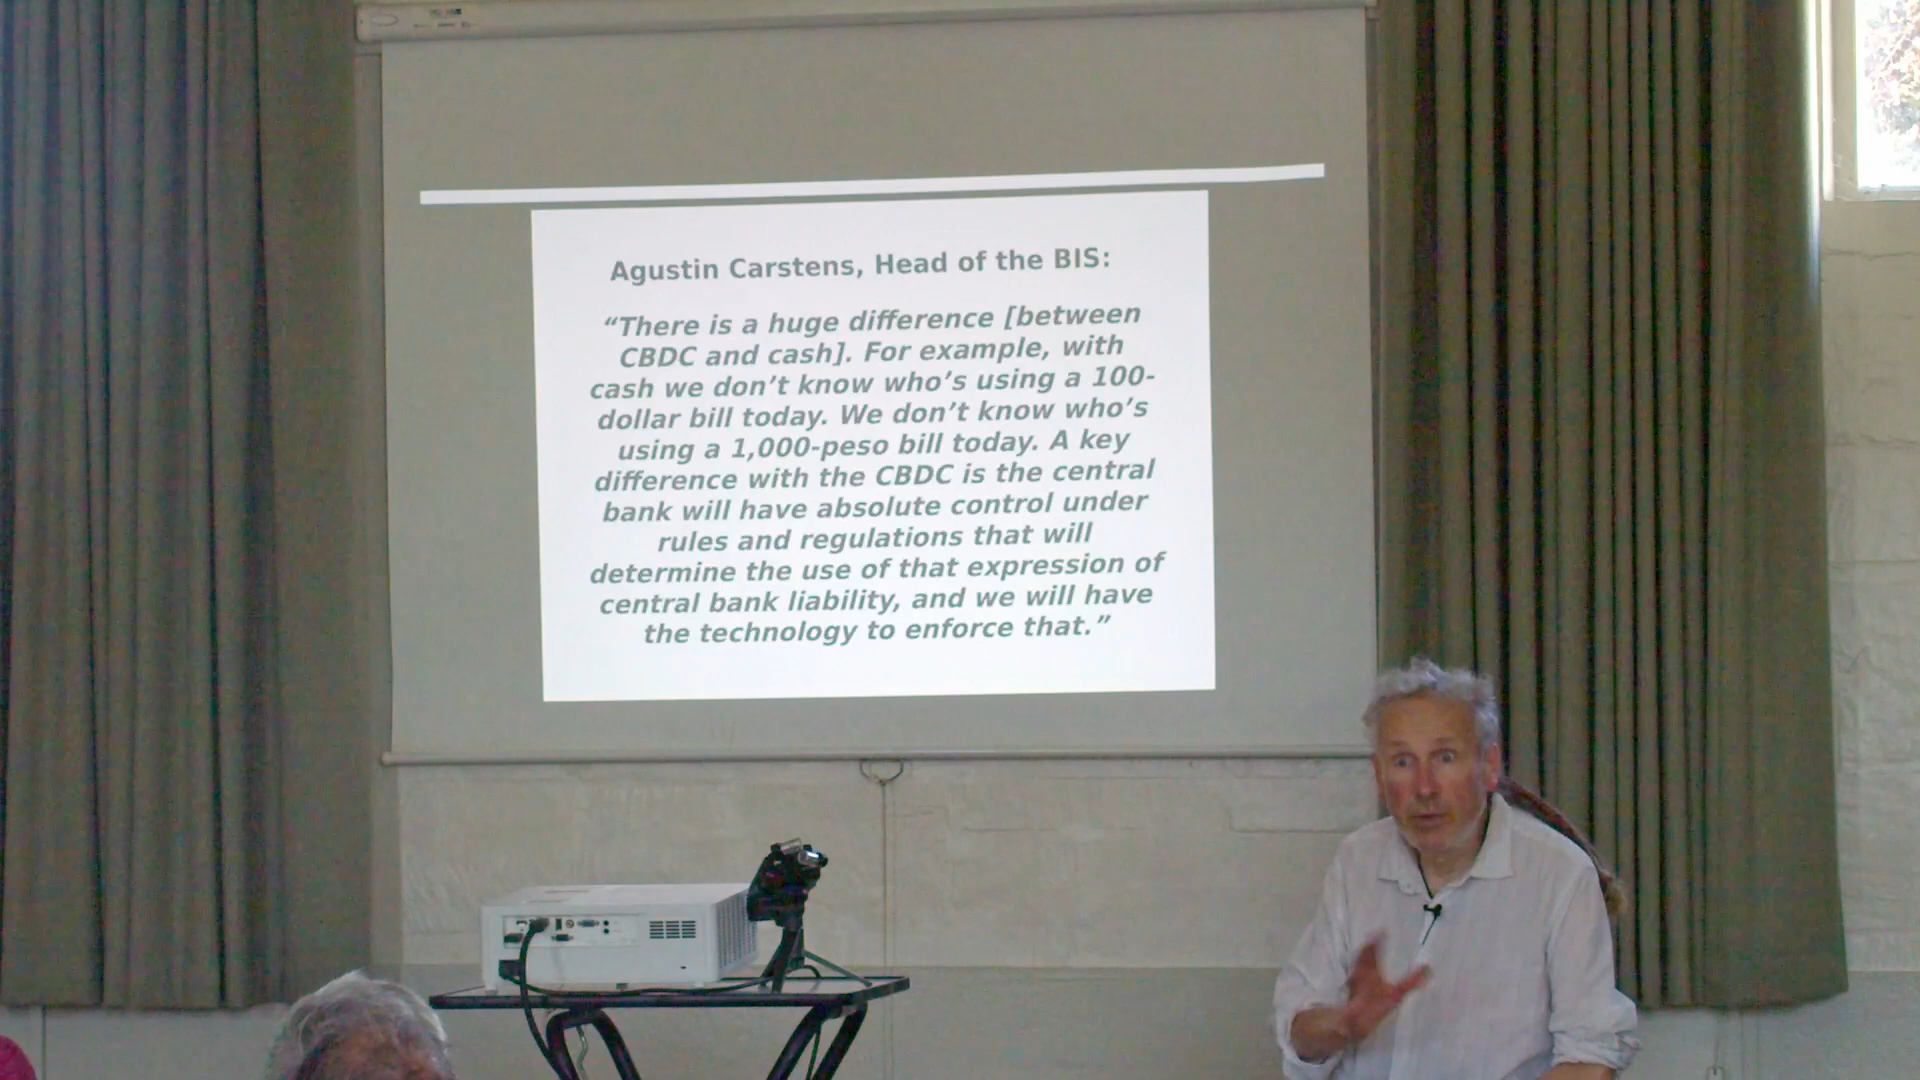 Agustin Carstens, Head of the BIS:
“There is a huge difference [between
CBDC and cash]. For example, with
cash we don’t know who’s using a 100-
dollar bill today. We don’t know who’s
using a 1,000-peso bill today. A key
difference with the CBDC is the central
bank will have absolute control under
rules and regulations that will
determine the use of that expression of
central bank liability, and we will have
the technology to enforce that.”